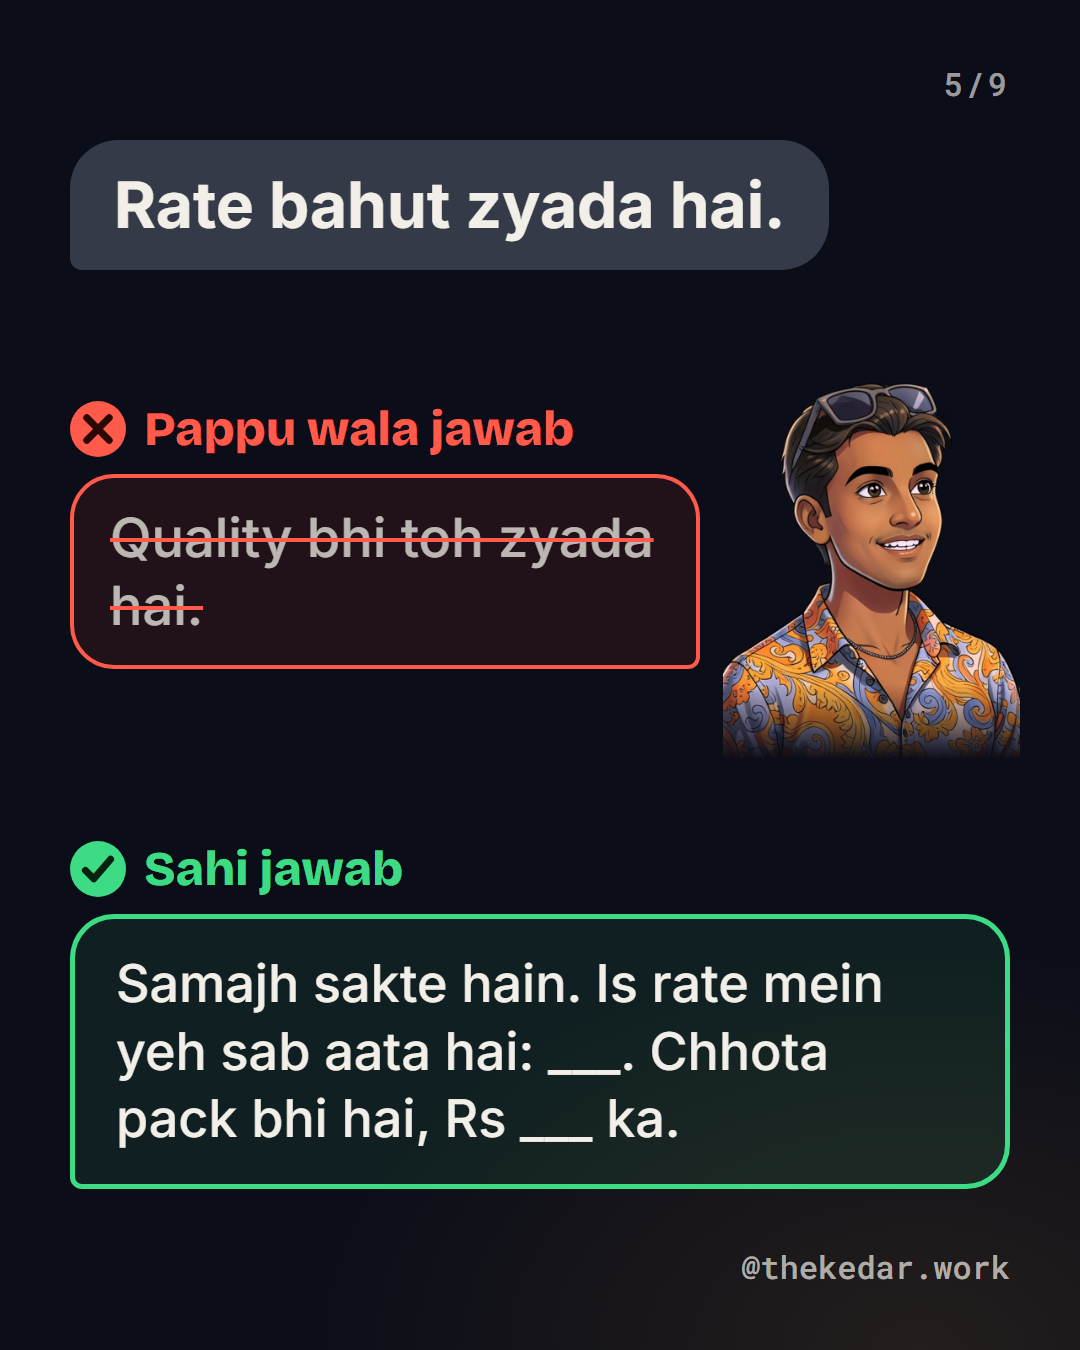 5/9
Rate bahut zyada hai.
Pappu wala jawab
Quality bhi toh zyada
hai.
Sahi jawab
Samajh sakte hain. Is rate mein
yeh sab aata hai: ___. Chhota
pack bhi hai, Rs ___ ka.
@thekedar.work